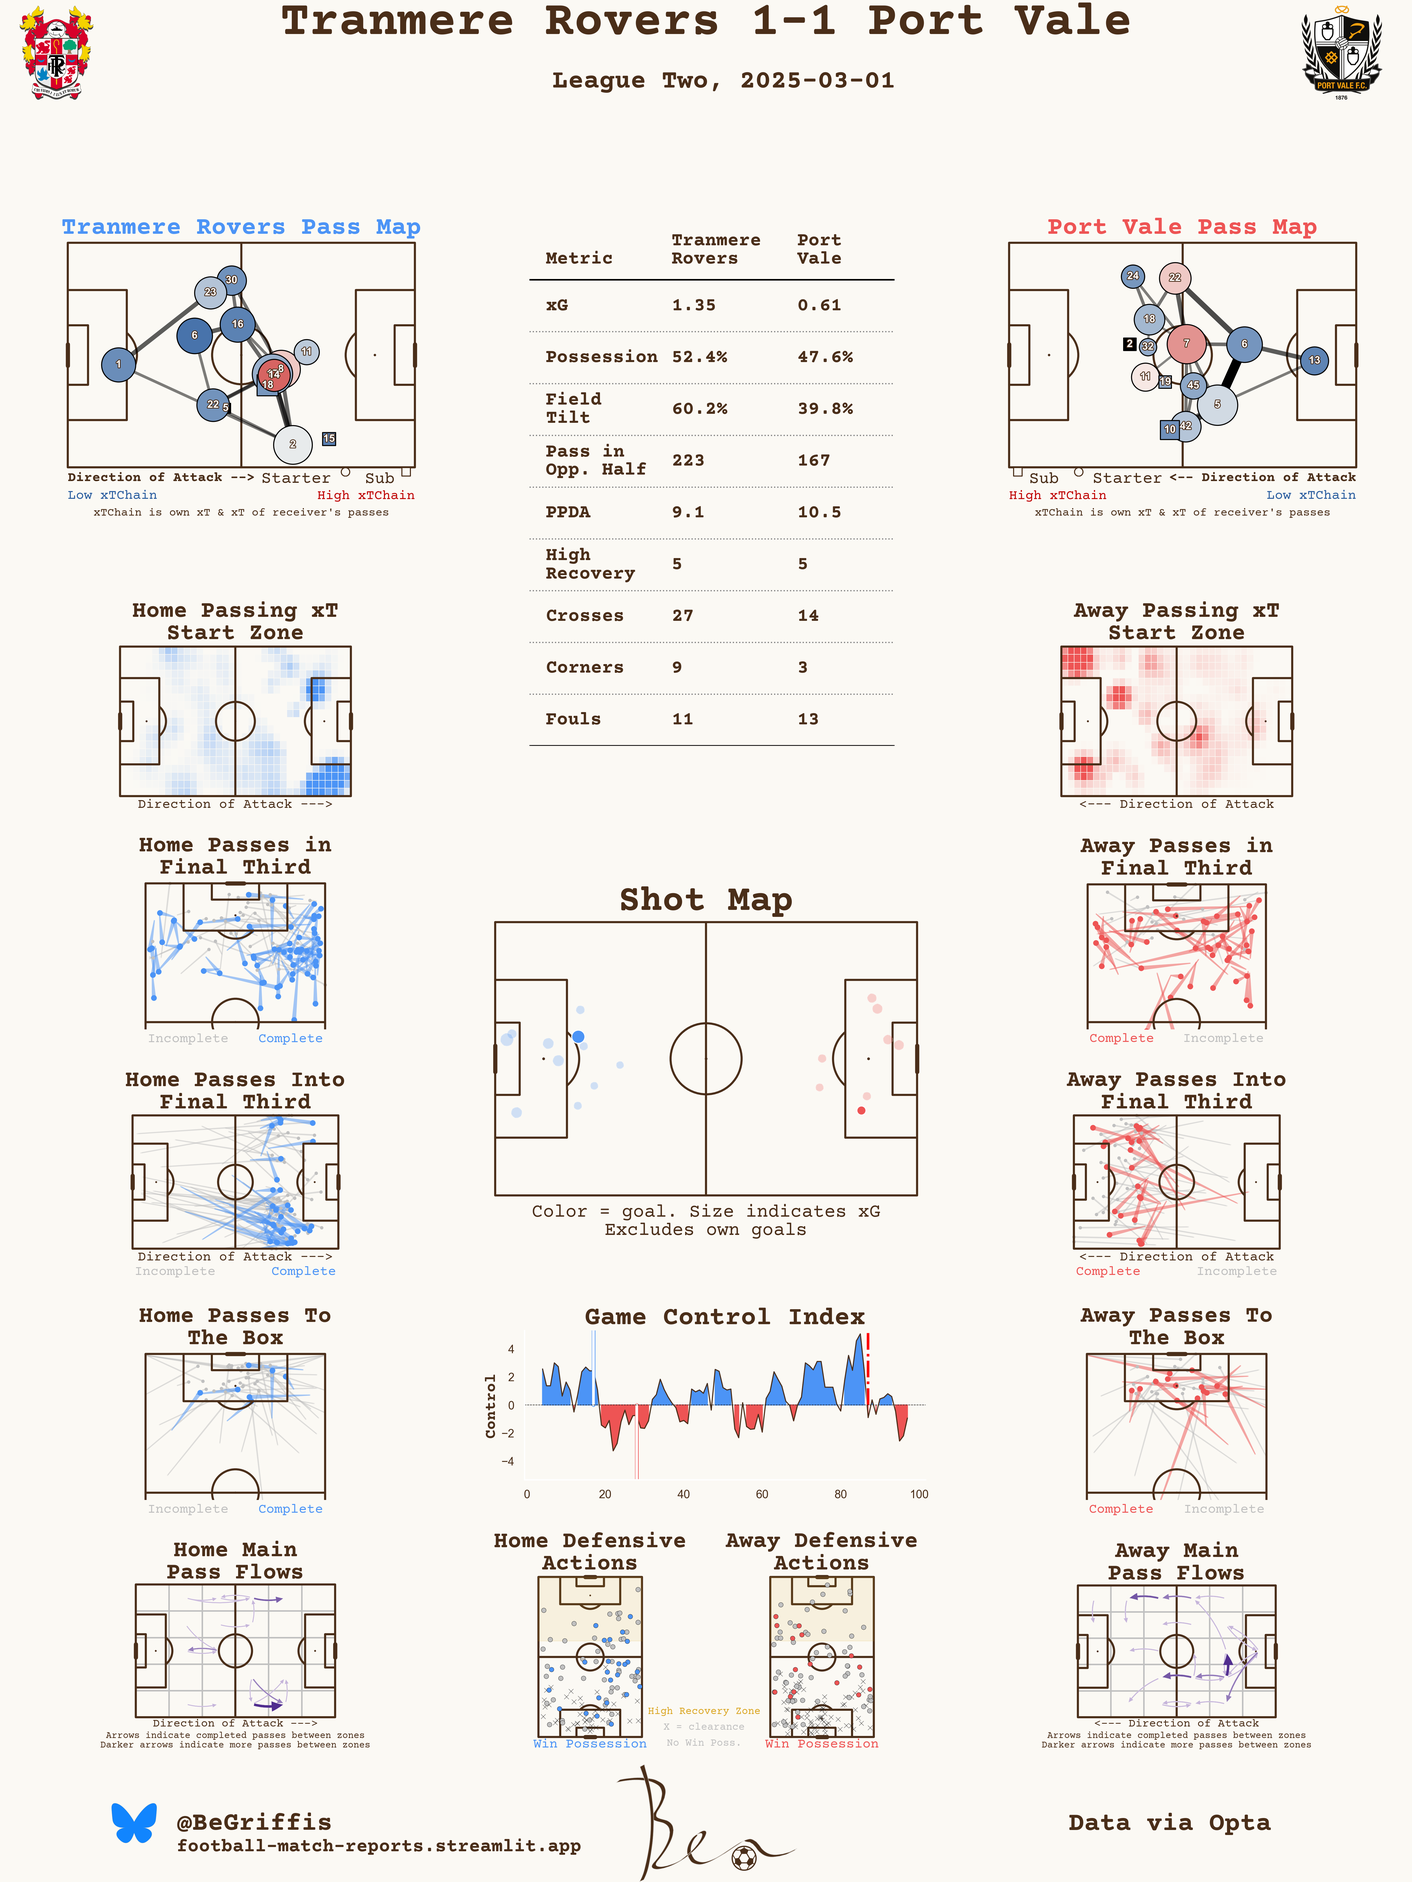 Tranmere Rovers 1-1 Port Vale
League Two, 2025-03-01
PORT VALE F.C.
1876
Tranmere Rovers Pass Map
30
23
16
6
1
11
8
14
18
22
5
2
15
Direction of Attack --> Starter Sub
Low xTChain High xTChain
xTChain is own xT & xT of receiver's passes
Metric Tranmere Rovers Port Vale
xG 1.35 0.61
Possession 52.4% 47.6%
Field Tilt 60.2% 39.8%
Pass in Opp. Half 223 167
PPDA 9.1 10.5
High Recovery 5 5
Crosses 27 14
Corners 9 3
Fouls 11 13
Port Vale Pass Map
24
22
18
2
32
7
6
13
11
19
45
5
10
42
Sub Starter <-- Direction of Attack
High xTChain Low xTChain
xTChain is own xT & xT of receiver's passes
Home Passing xT
Start Zone
Direction of Attack --->
Away Passing xT
Start Zone
<--- Direction of Attack
Home Passes in
Final Third
Incomplete Complete
Away Passes in
Final Third
Complete Incomplete
Shot Map
Color = goal. Size indicates xG
Excludes own goals
Home Passes Into
Final Third
Direction of Attack --->
Incomplete Complete
Away Passes Into
Final Third
<--- Direction of Attack
Complete Incomplete
Home Passes To
The Box
Incomplete Complete
Game Control Index
Control
4
2
0
−2
−4
0 20 40 60 80 100
Away Passes To
The Box
Complete Incomplete
Home Main
Pass Flows
Direction of Attack --->
Arrows indicate completed passes between zones
Darker arrows indicate more passes between zones
Home Defensive
Actions
Win Possession
High Recovery Zone
X = clearance
No Win Poss.
Away Defensive
Actions
Win Possession
Away Main
Pass Flows
<--- Direction of Attack
Arrows indicate completed passes between zones
Darker arrows indicate more passes between zones
@BeGriffis
football-match-reports.streamlit.app
Ben
Data via Opta